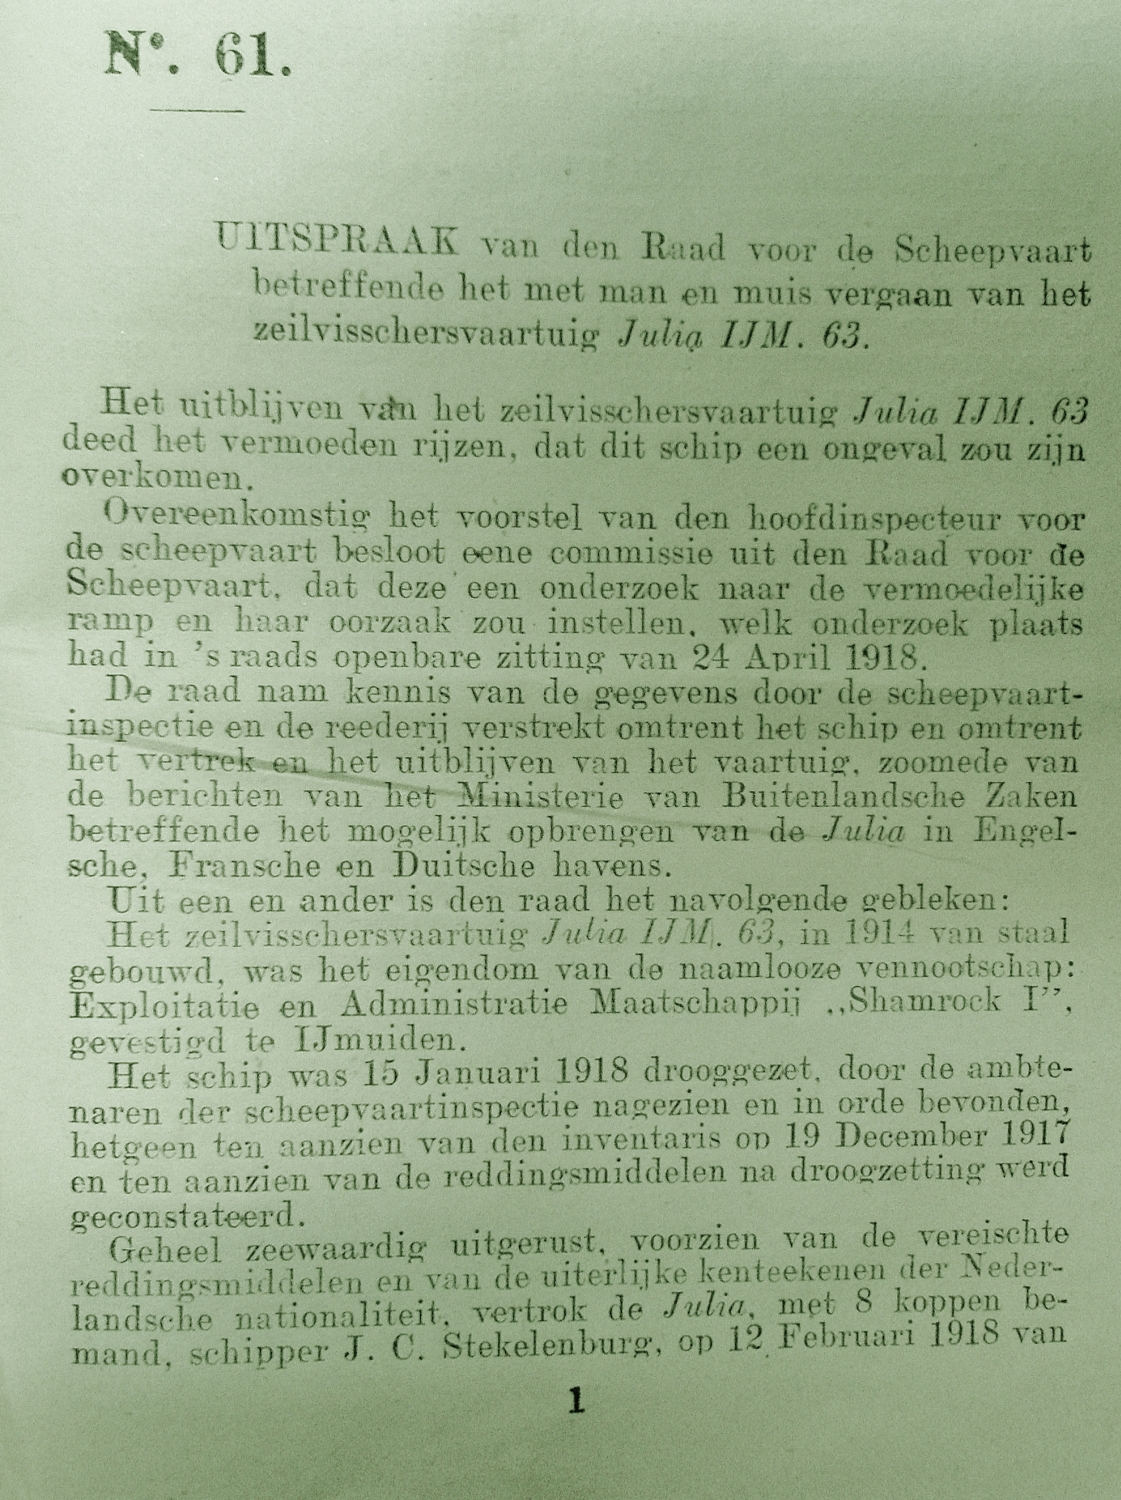 Nº. 61.
UITSPRAAK van den Raad voor de Scheepvaart
betreffende het met man en muis vergaan van het
zeilvisschersvaartuig Julia IJM. 63.
Het uitblijven van het zeilvisschersvaartuig Julia IJM. 63
deed het vermoeden rijzen, dat dit schip een ongeval zou zijn
overkomen.
Overeenkomstig het voorstel van den hoofdinspecteur voor
de scheepvaart besloot eene commissie uit den Raad voor de
Scheepvaart, dat deze een onderzoek naar de vermoedelijke
ramp en haar oorzaak zou instellen, welk onderzoek plaats
had in 's raads openbare zitting van 24 April 1918.
De raad nam kennis van de gegevens door de scheepvaart-
inspectie en de reederij verstrekt omtrent het schip en omtrent
het vertrek en het uitblijven van het vaartuig, zoomede van
de berichten van het Ministerie van Buitenlandsche Zaken
betreffende het mogelijk opbrengen van de Julia in Engel-
sche, Fransche en Duitsche havens.
Uit een en ander is den raad het navolgende gebleken:
Het zeilvisschersvaartuig Julia IJM. 63, in 1914 van staal
gebouwd, was het eigendom van de naamlooze vennootschap:
Exploitatie en Administratie Maatschappij „Shamrock I”,
gevestigd te IJmuiden.
Het schip was 15 Januari 1918 drooggezet, door de ambte-
naren der scheepvaartinspectie nagezien en in orde bevonden,
hetgeen ten aanzien van den inventaris op 19 December 1917
en ten aanzien van de reddingsmiddelen na droogzetting werd
geconstateerd.
Geheel zeewaardig uitgerust, voorzien van de vereischte
reddingsmiddelen en van de uiterlijke kenteekenen der Neder-
landsche nationaliteit, vertrok de Julia, met 8 koppen be-
mand, schipper J. C. Stekelenburg, op 12 Februari 1918 van
1